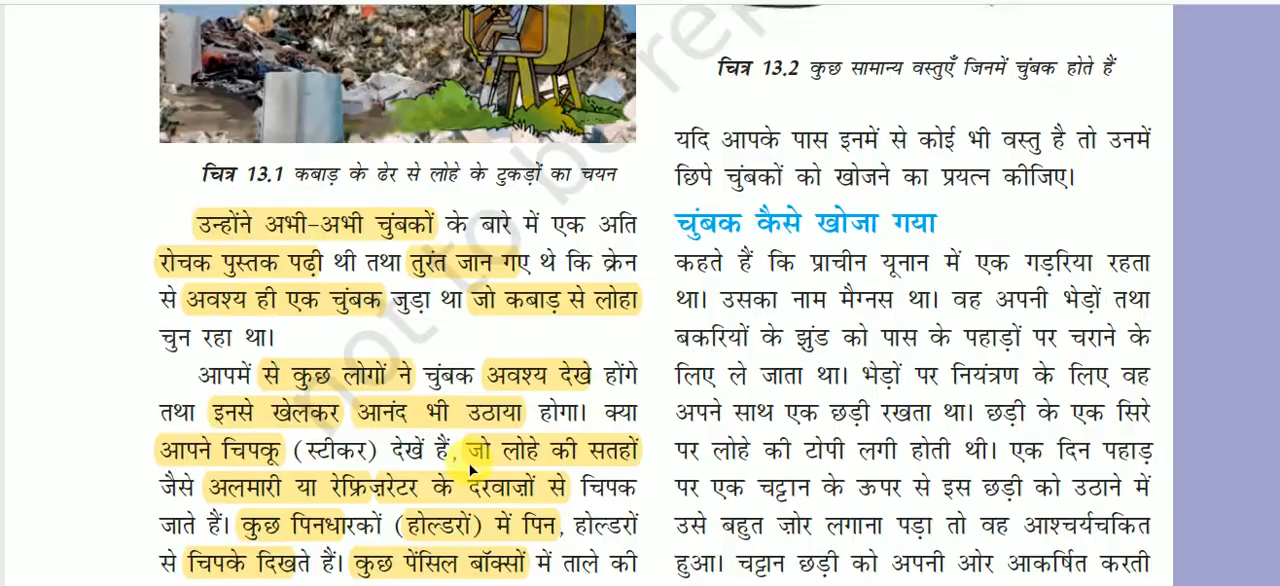 चित्र 13.1 कबाड़ के ढेर से लोहे के टुकड़ों का चयन
उन्होंने अभी-अभी चुंबकों के बारे में एक अति
रोचक पुस्तक पढ़ी थी तथा तुरंत जान गए थे कि क्रेन
से अवश्य ही एक चुंबक जुड़ा था जो कबाड़ से लोहा
चुन रहा था।
आपमें से कुछ लोगों ने चुंबक अवश्य देखे होंगे
तथा इनसे खेलकर आनंद भी उठाया होगा। क्या
आपने चिपकू (स्टीकर) देखें हैं, जो लोहे की सतहों
जैसे अलमारी या रेफ्रिज़रेटर के दरवाज़ों से चिपक
जाते हैं। कुछ पिनधारकों (होल्डरों) में पिन, होल्डरों
से चिपके दिखते हैं। कुछ पेंसिल बॉक्सों में ताले की
चित्र 13.2 कुछ सामान्य वस्तुएँ जिनमें चुंबक होते हैं
यदि आपके पास इनमें से कोई भी वस्तु है तो उनमें
छिपे चुंबकों को खोजने का प्रयत्न कीजिए।
चुंबक कैसे खोजा गया
कहते हैं कि प्राचीन यूनान में एक गड़रिया रहता
था। उसका नाम मैग्नस था। वह अपनी भेड़ों तथा
बकरियों के झुंड को पास के पहाड़ों पर चराने के
लिए ले जाता था। भेड़ों पर नियंत्रण के लिए वह
अपने साथ एक छड़ी रखता था। छड़ी के एक सिरे
पर लोहे की टोपी लगी होती थी। एक दिन पहाड़
पर एक चट्टान के ऊपर से इस छड़ी को उठाने में
उसे बहुत ज़ोर लगाना पड़ा तो वह आश्चर्यचकित
हुआ। चट्टान छड़ी को अपनी ओर आकर्षित करती
not to be re